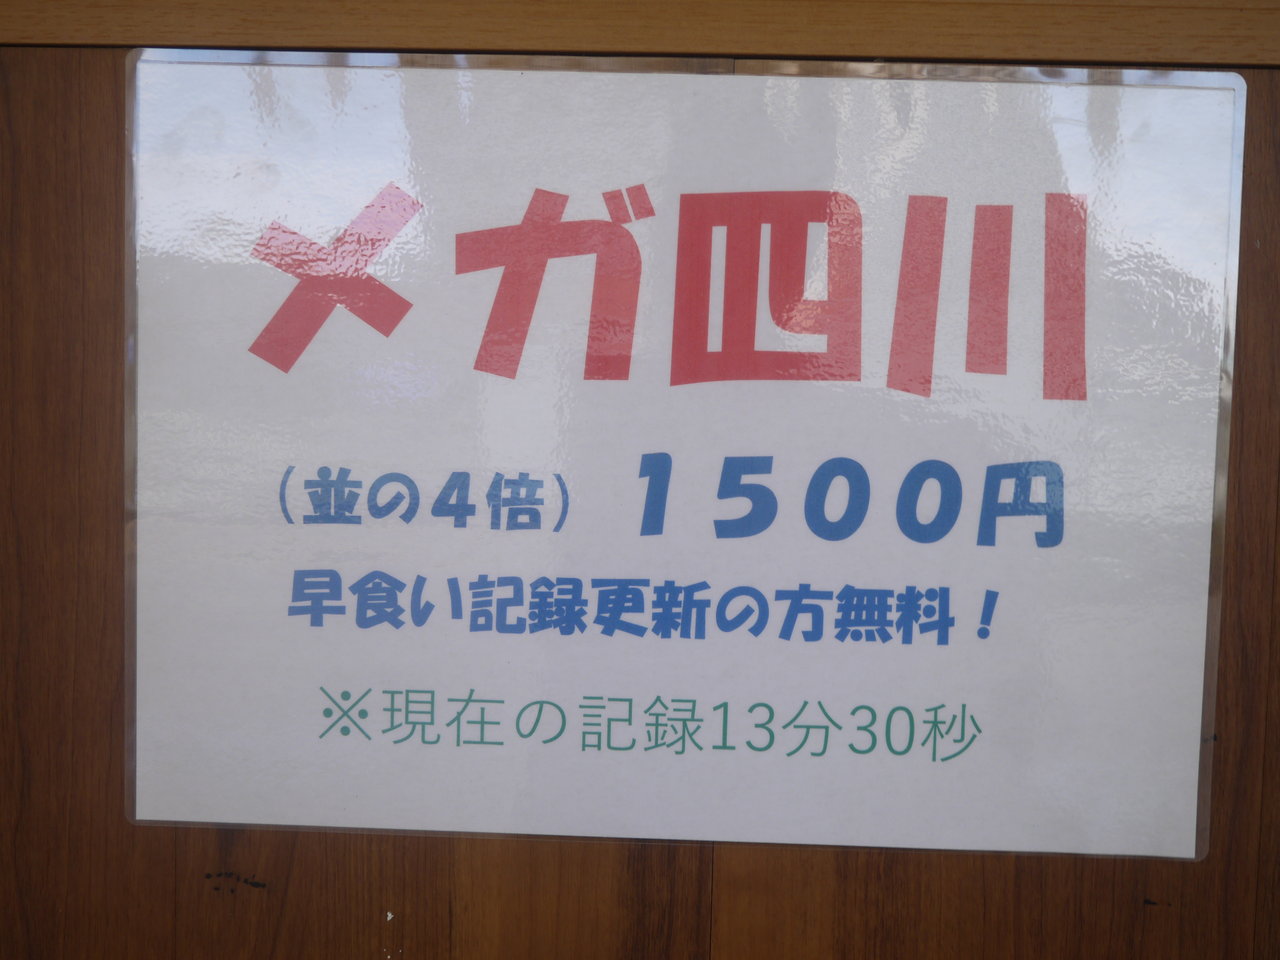 メガ四川
（並の４倍） １５００円
早食い記録更新の方無料！
※現在の記録13分30秒